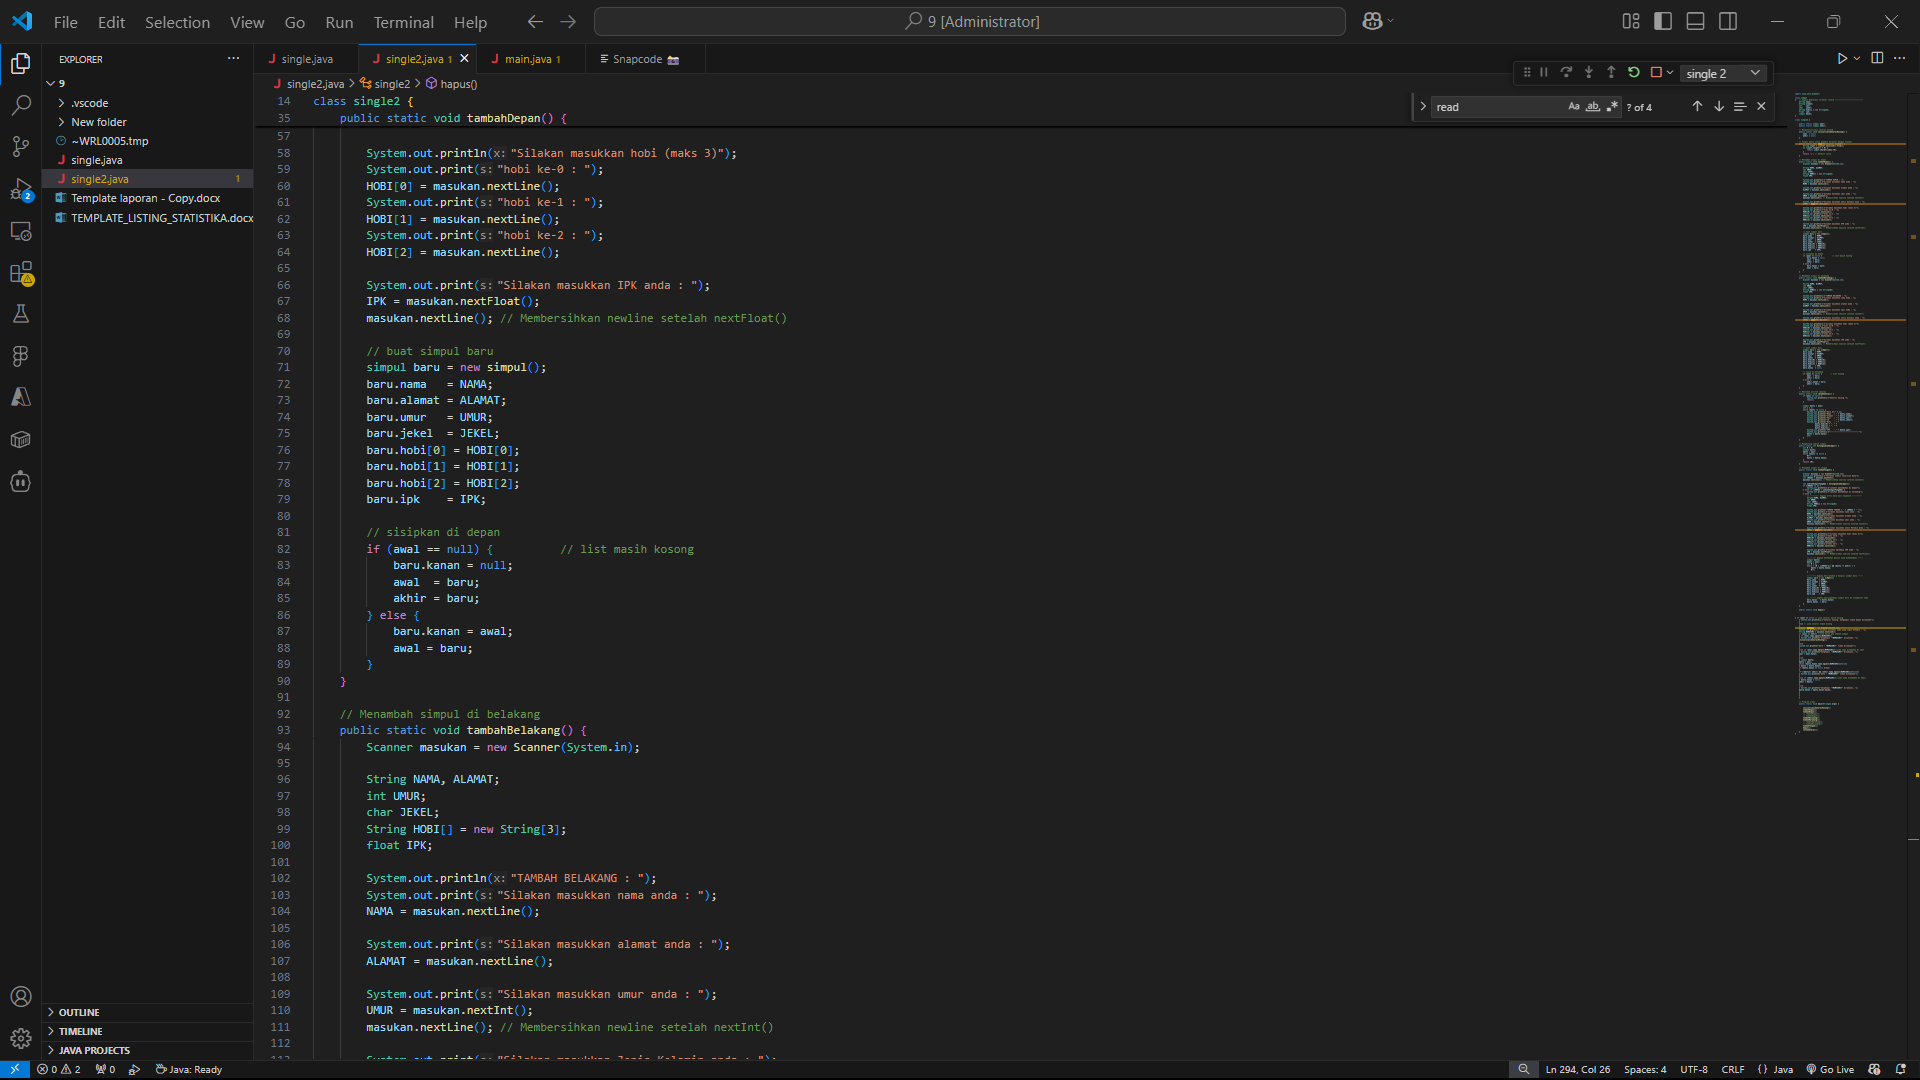 File Edit Selection View Go Run Terminal Help
9 [Administrator]
EXPLORER
single.java
single2.java 1
main.java 1
Snapcode 📷
single 2
9
single2.java > single2 > hapus()
.vscode
New folder
~WRL0005.tmp
single.java
single2.java 1
Template laporan - Copy.docx
TEMPLATE_LISTING_STATISTIKA.docx
read
Aa ab
? of 4
14 class single2 {
35 public static void tambahDepan() {
57
58 System.out.println(x: "Silakan masukkan hobi (maks 3)");
59 System.out.print(s: "hobi ke-0 : ");
60 HOBI[0] = masukan.nextLine();
61 System.out.print(s: "hobi ke-1 : ");
62 HOBI[1] = masukan.nextLine();
63 System.out.print(s: "hobi ke-2 : ");
64 HOBI[2] = masukan.nextLine();
65
66 System.out.print(s: "Silakan masukkan IPK anda : ");
67 IPK = masukan.nextFloat();
68 masukan.nextLine(); // Membersihkan newline setelah nextFloat()
69
70 // buat simpul baru
71 simpul baru = new simpul();
72 baru.nama = NAMA;
73 baru.alamat = ALAMAT;
74 baru.umur = UMUR;
75 baru.jekel = JEKEL;
76 baru.hobi[0] = HOBI[0];
77 baru.hobi[1] = HOBI[1];
78 baru.hobi[2] = HOBI[2];
79 baru.ipk = IPK;
80
81 // sisipkan di depan
82 if (awal == null) { // list masih kosong
83 baru.kanan = null;
84 awal = baru;
85 akhir = baru;
86 } else {
87 baru.kanan = awal;
88 awal = baru;
89 }
90 }
91
92 // Menambah simpul di belakang
93 public static void tambahBelakang() {
94 Scanner masukan = new Scanner(System.in);
95
96 String NAMA, ALAMAT;
97 int UMUR;
98 char JEKEL;
99 String HOBI[] = new String[3];
100 float IPK;
101
102 System.out.println(x: "TAMBAH BELAKANG : ");
103 System.out.print(s: "Silakan masukkan nama anda : ");
104 NAMA = masukan.nextLine();
105
106 System.out.print(s: "Silakan masukkan alamat anda : ");
107 ALAMAT = masukan.nextLine();
108
109 System.out.print(s: "Silakan masukkan umur anda : ");
110 UMUR = masukan.nextInt();
111 masukan.nextLine(); // Membersihkan newline setelah nextInt()
112
113 System.out.print(s: "Silakan masukkan Jenis Kelamin anda : ");
OUTLINE
TIMELINE
JAVA PROJECTS
2
0 2 0 Java: Ready
Ln 294, Col 26 Spaces: 4 UTF-8 CRLF {} Java Go Live